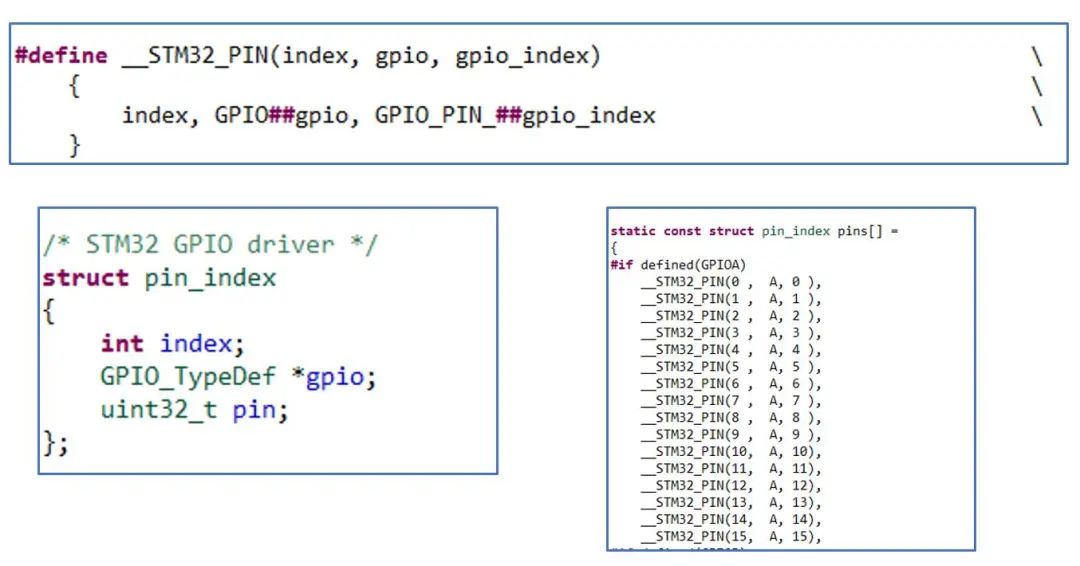 #define __STM32_PIN(index, gpio, gpio_index) \
{ \
index, GPIO##gpio, GPIO_PIN_##gpio_index \
}
/* STM32 GPIO driver */
struct pin_index
{
int index;
GPIO_TypeDef *gpio;
uint32_t pin;
};
static const struct pin_index pins[] =
{
#if defined(GPIOA)
__STM32_PIN(0 , A, 0 ),
__STM32_PIN(1 , A, 1 ),
__STM32_PIN(2 , A, 2 ),
__STM32_PIN(3 , A, 3 ),
__STM32_PIN(4 , A, 4 ),
__STM32_PIN(5 , A, 5 ),
__STM32_PIN(6 , A, 6 ),
__STM32_PIN(7 , A, 7 ),
__STM32_PIN(8 , A, 8 ),
__STM32_PIN(9 , A, 9 ),
__STM32_PIN(10, A, 10),
__STM32_PIN(11, A, 11),
__STM32_PIN(12, A, 12),
__STM32_PIN(13, A, 13),
__STM32_PIN(14, A, 14),
__STM32_PIN(15, A, 15),